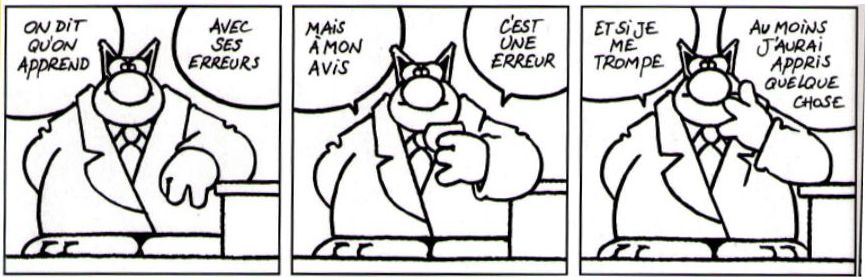 ON DIT
QU'ON
APPREND
AVEC
SES
ERREURS
MAIS
À MON
AVIS
C'EST
UNE
ERREUR
ET SI JE
ME
TROMPE
AU MOINS
J'AURAI
APPRIS
QUELQUE
CHOSE